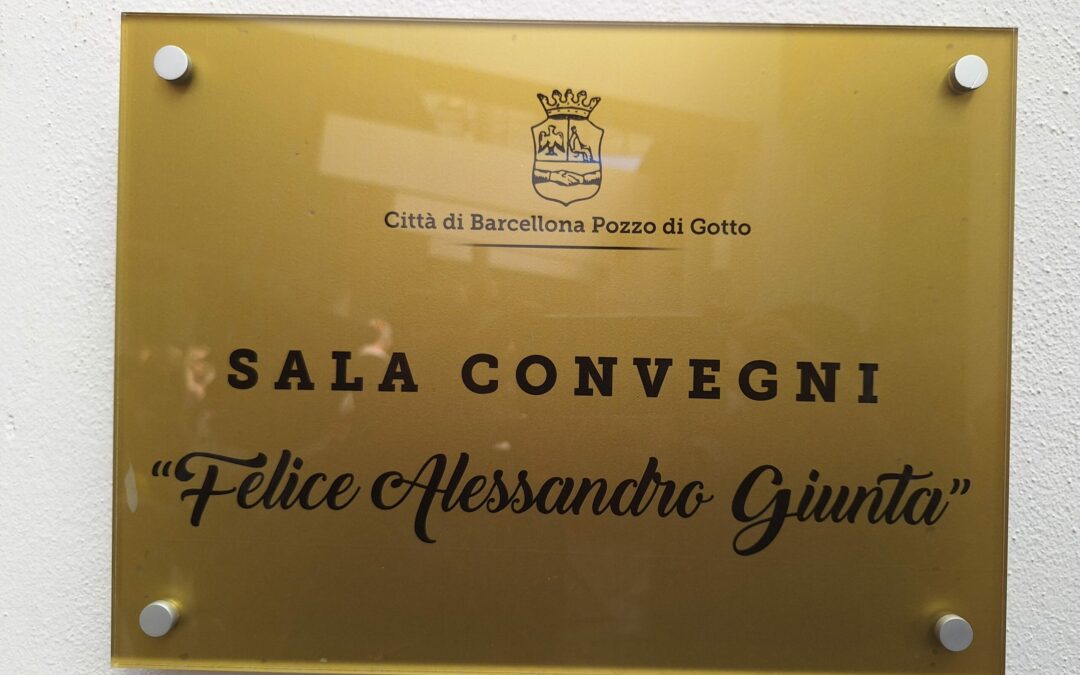 Città di Barcellona Pozzo di Gotto
SALA CONVEGNI
“Felice Alessandro Giunta”